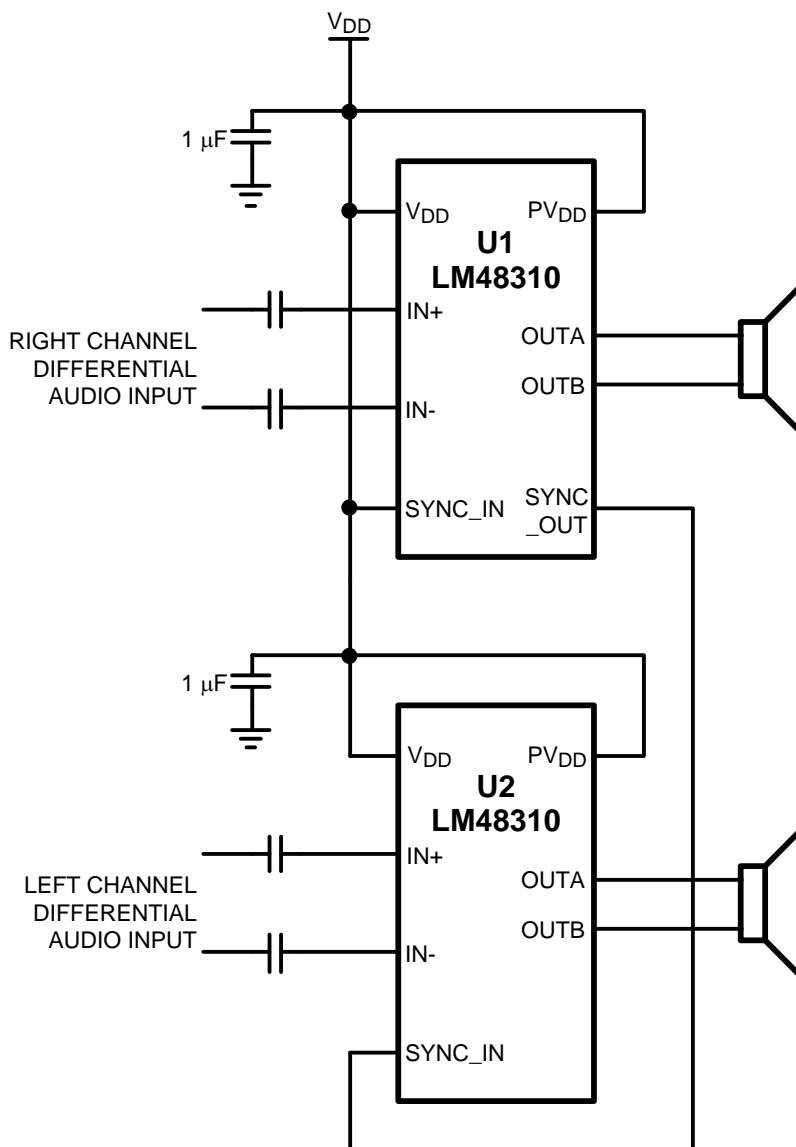 VDD
1 μF
VDD
PVDD
U1
LM48310
IN+
RIGHT CHANNEL
DIFFERENTIAL
AUDIO INPUT
OUTA
OUTB
IN-
SYNC_IN
SYNC
_OUT
1 μF
VDD
PVDD
U2
LM48310
IN+
LEFT CHANNEL
DIFFERENTIAL
AUDIO INPUT
OUTA
OUTB
IN-
SYNC_IN